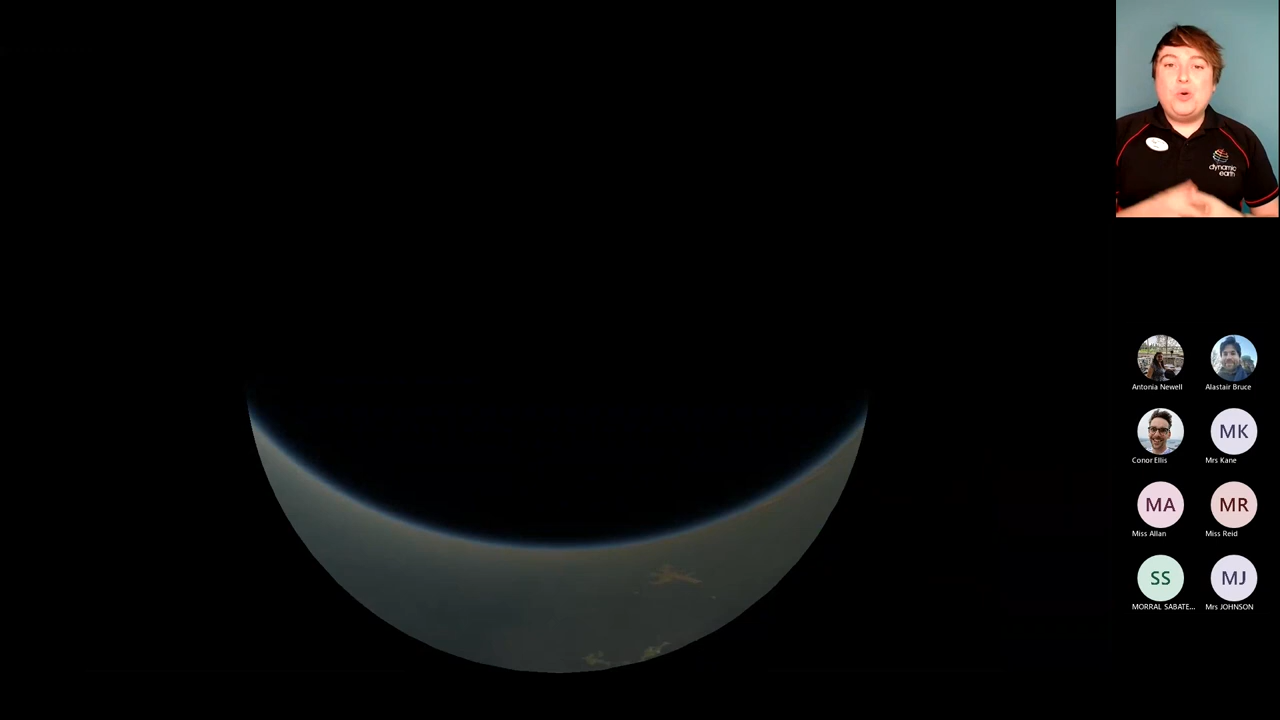 dynamic
earth
Antonia Newell
Alastair Bruce
Conor Ellis
MK
Mrs Kane
MA
MR
Miss Allan
Miss Reid
SS
MJ
MORRAL SABATE...
Mrs JOHNSON